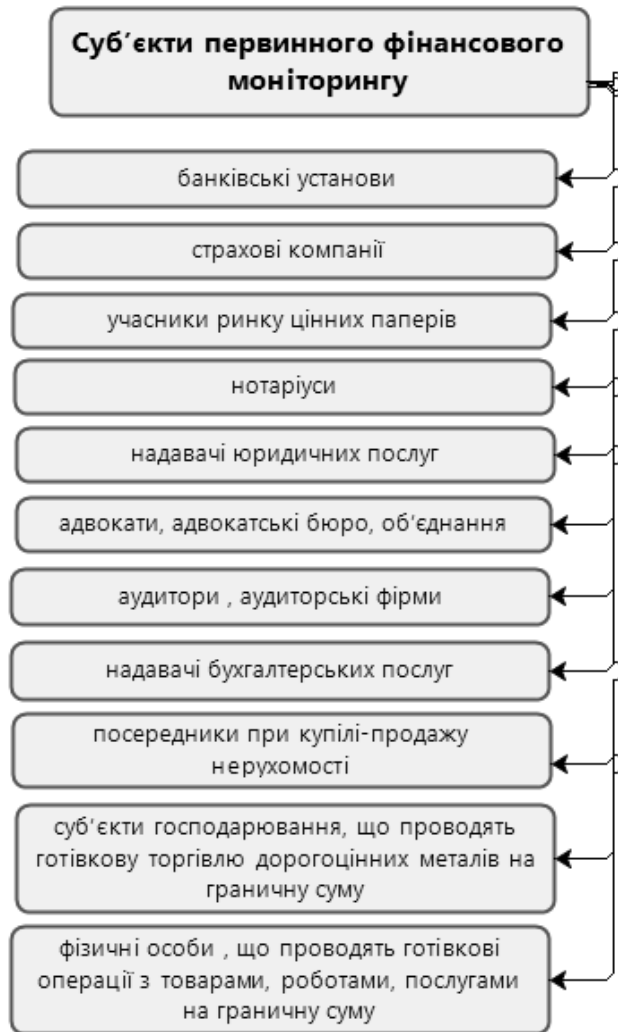 Суб’єкти первинного фінансового
моніторингу
банківські установи
страхові компанії
учасники ринку цінних паперів
нотаріуси
надавачі юридичних послуг
адвокати, адвокатські бюро, об’єднання
аудитори , аудиторські фірми
надавачі бухгалтерських послуг
посередники при купілі-продажу
нерухомості
суб’єкти господарювання, що проводять
готівкову торгівлю дорогоцінних металів на
граничну суму
фізичні особи , що проводять готівкові
операції з товарами, роботами, послугами
на граничну суму